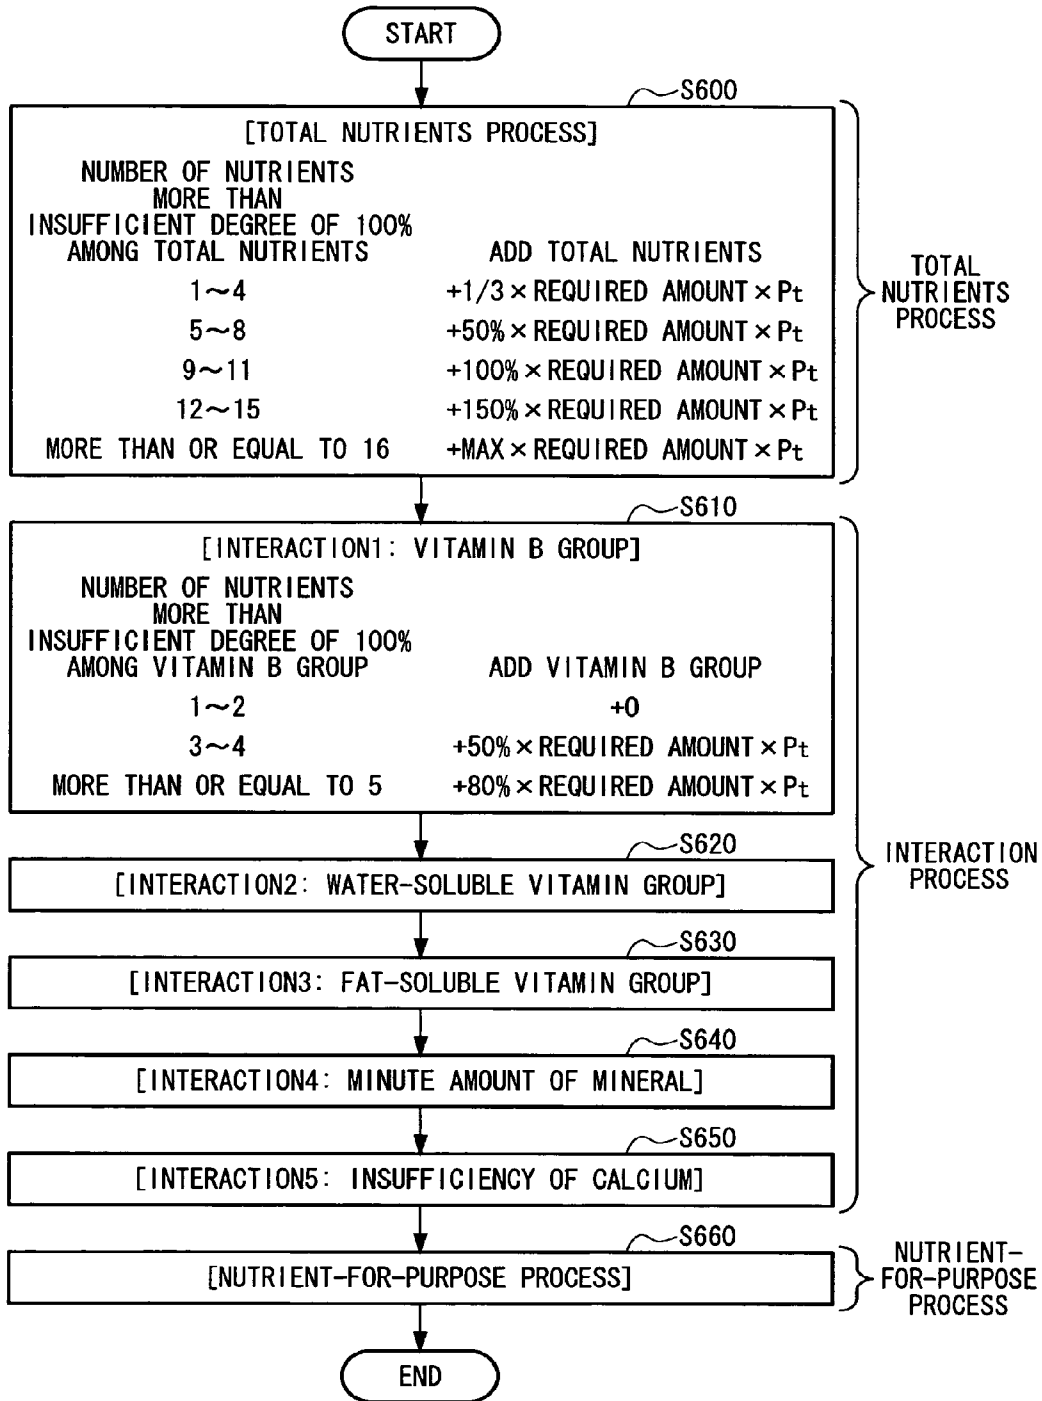 START
S600
[TOTAL NUTRIENTS PROCESS]
NUMBER OF NUTRIENTS
MORE THAN
INSUFFICIENT DEGREE OF 100%
AMONG TOTAL NUTRIENTS ADD TOTAL NUTRIENTS
1~4 +1/3×REQUIRED AMOUNT×Pt
5~8 +50%×REQUIRED AMOUNT×Pt
9~11 +100%×REQUIRED AMOUNT×Pt
12~15 +150%×REQUIRED AMOUNT×Pt
MORE THAN OR EQUAL TO 16 +MAX×REQUIRED AMOUNT×Pt
TOTAL
NUTRIENTS
PROCESS
S610
[INTERACTION1: VITAMIN B GROUP]
NUMBER OF NUTRIENTS
MORE THAN
INSUFFICIENT DEGREE OF 100%
AMONG VITAMIN B GROUP ADD VITAMIN B GROUP
1~2 +0
3~4 +50%×REQUIRED AMOUNT×Pt
MORE THAN OR EQUAL TO 5 +80%×REQUIRED AMOUNT×Pt
S620
[INTERACTION2: WATER-SOLUBLE VITAMIN GROUP]
INTERACTION
PROCESS
S630
[INTERACTION3: FAT-SOLUBLE VITAMIN GROUP]
S640
[INTERACTION4: MINUTE AMOUNT OF MINERAL]
S650
[INTERACTION5: INSUFFICIENCY OF CALCIUM]
S660
[NUTRIENT-FOR-PURPOSE PROCESS]
NUTRIENT-
FOR-PURPOSE
PROCESS
END